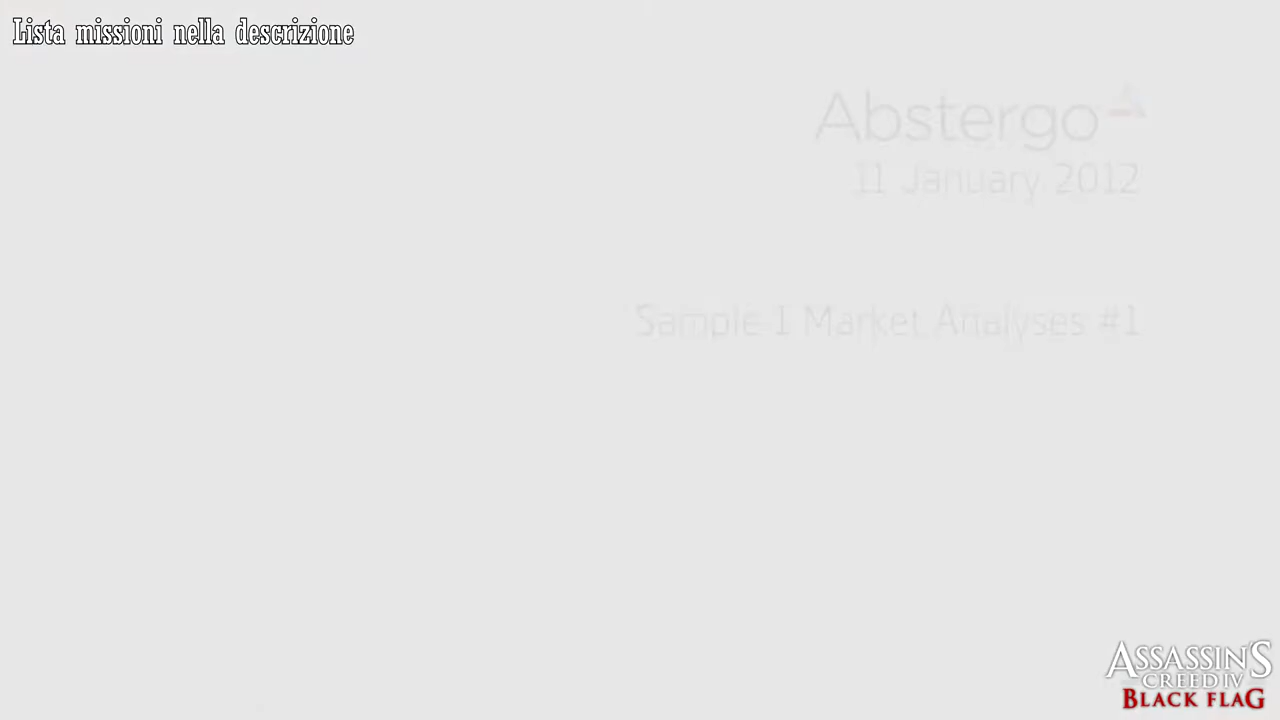 Lista missioni nella descrizione
Abstergo
11 January 2012
Sample 1 Market Analyses #1
ASSASSIN'S
CREED IV
BLACK FLAG